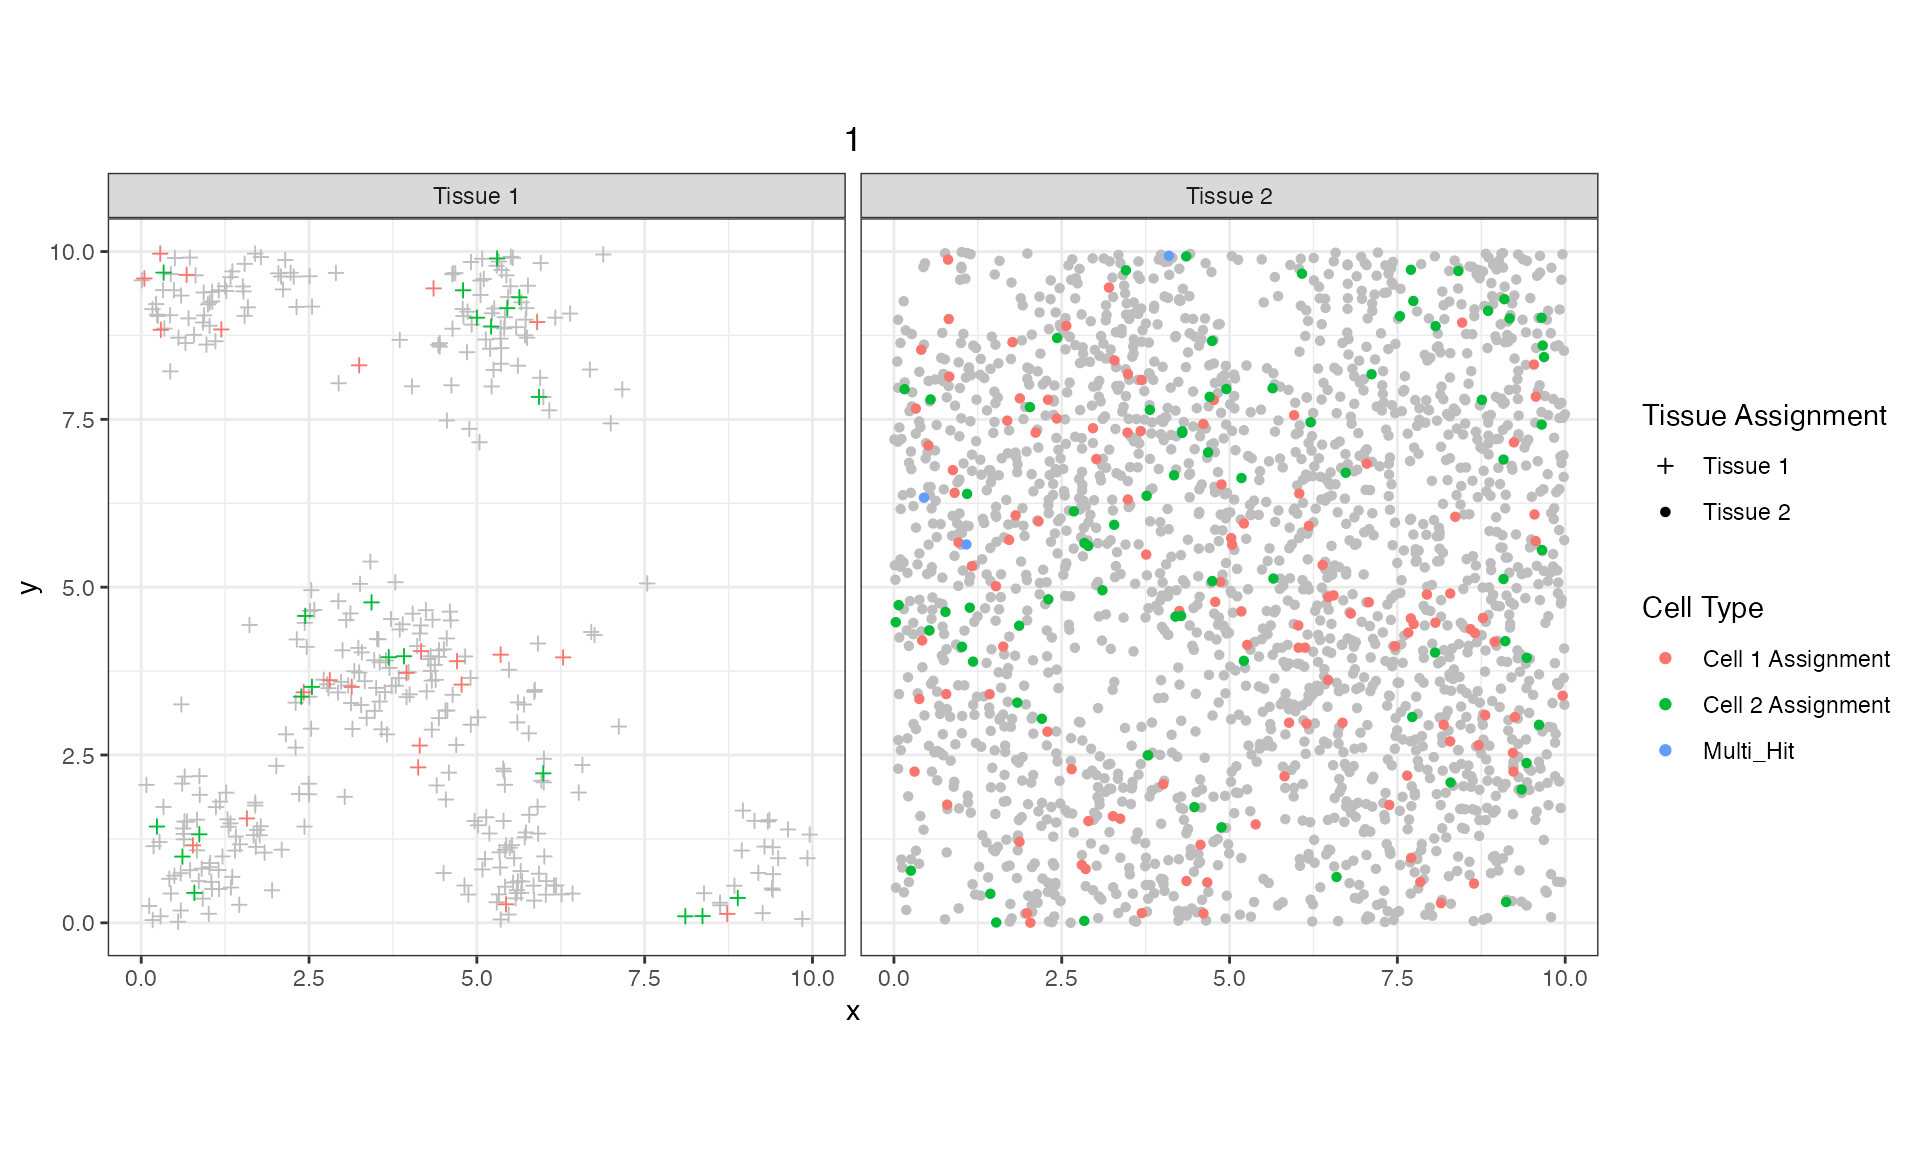 1
Tissue 1
Tissue 2
10.0
7.5
5.0
2.5
0.0
y
0.0 2.5 5.0 7.5 10.0
0.0 2.5 5.0 7.5 10.0
x
Tissue Assignment
Tissue 1
Tissue 2
Cell Type
Cell 1 Assignment
Cell 2 Assignment
Multi_Hit